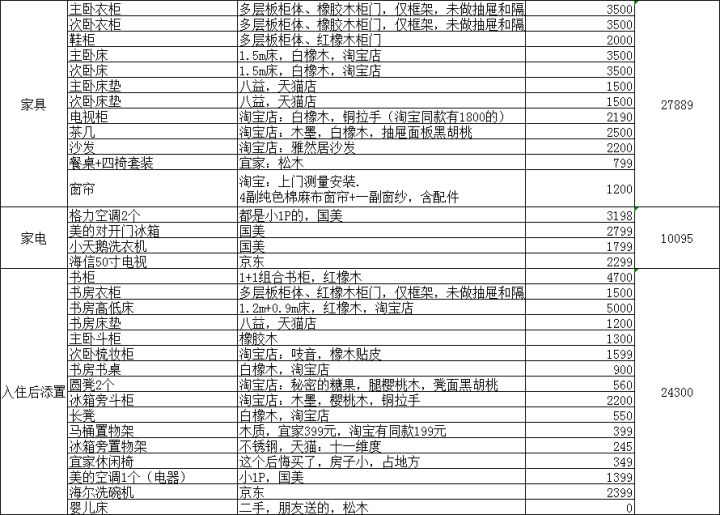 主卧衣柜 多层板柜体、橡胶木柜门，仅框架，未做抽屉和隔 3500
次卧衣柜 多层板柜体、橡胶木柜门，仅框架，未做抽屉和隔 3500
鞋柜 多层板柜体、红橡木柜门 2000
主卧床 1.5m床，白橡木，淘宝店 3500
次卧床 1.5m床，白橡木，淘宝店 3500
主卧床垫 八益，天猫店 1500
次卧床垫 八益，天猫店 1500
家具 电视柜 淘宝店：白橡木，铜拉手（淘宝同款有1800的） 2190 27889
茶几 淘宝店：木墨，白橡木，抽屉面板黑胡桃 2500
沙发 淘宝店：雅然居沙发 2200
餐桌+四椅套装 宜家：松木 799
窗帘 淘宝：上门测量安装. 1200
4副纯色棉麻布窗帘+一副窗纱，含配件
格力空调2个 都是小1P的，国美 3198
家电 美的对开门冰箱 国美 2799 10095
小天鹅洗衣机 国美 1799
海信50寸电视 京东 2299
书柜 1+1组合书柜，红橡木 4700
书房衣柜 多层板柜体、红橡木柜门，仅框架，未做抽屉和隔 1500
书房高低床 1.2m+0.9m床，红橡木，淘宝店 5000
书房床垫 八益，天猫店 1200
主卧斗柜 橡胶木 1300
次卧梳妆柜 淘宝店：吱音，橡木贴皮 1599
书房书桌 白橡木，淘宝店 900
入住后添置 圆凳2个 淘宝店：秘密的糖果，腿樱桃木，凳面黑胡桃 560 24300
冰箱旁斗柜 淘宝店：木墨，樱桃木，铜拉手 2200
长凳 白橡木，淘宝店 550
马桶置物架 木质，宜家399元，淘宝有同款199元 399
冰箱旁置物架 不锈钢，天猫：十一维度 245
宜家休闲椅 这个后悔买了，房子小，占地方 349
美的空调1个（电器） 小1P，国美 1399
海尔洗碗机 京东 2399
婴儿床 二手，朋友送的，松木 0